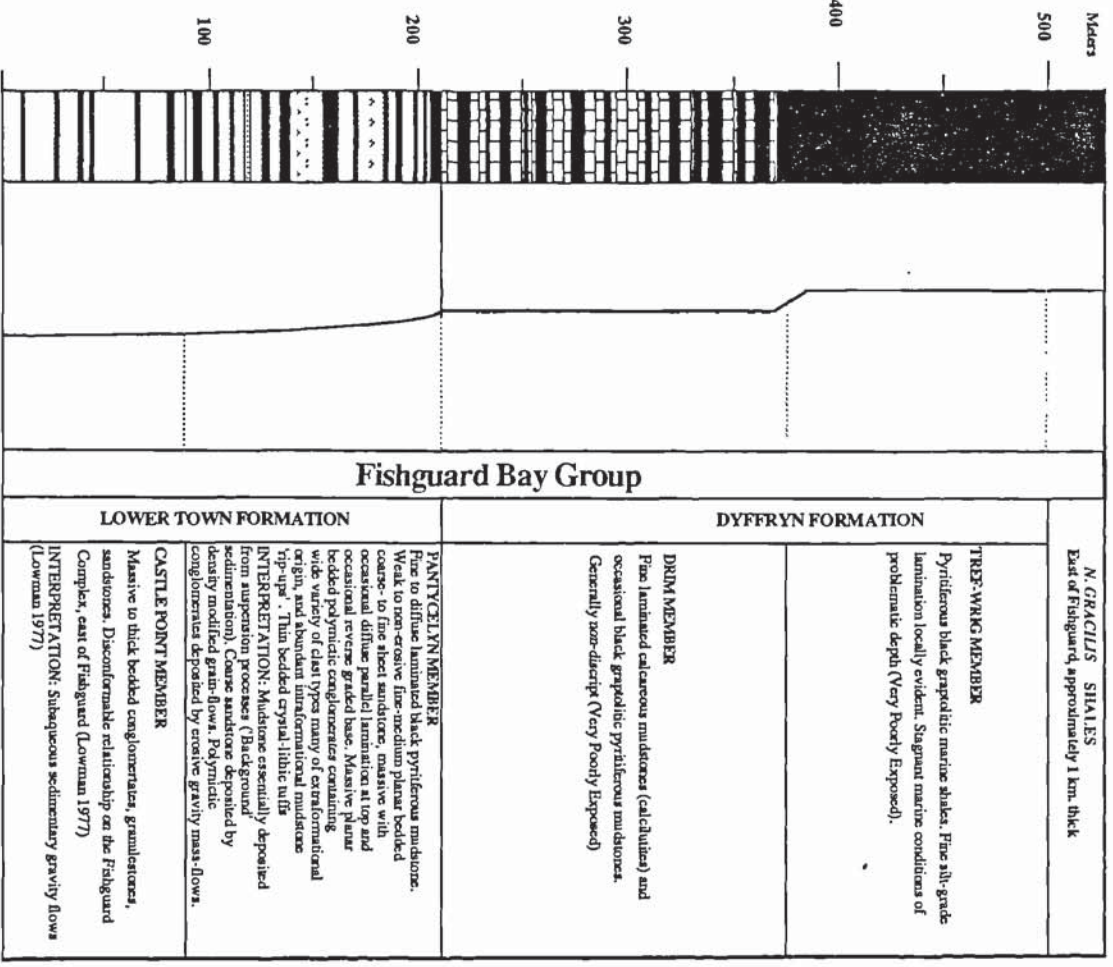 Meters
500
400
300
200
100
Fishguard Bay Group
N. GRACILIS SHALES
East of Fishguard, approximately 1 km. thick
DYFFRYN FORMATION
TREF-WRIG MEMBER
Pyritiferous black graptolitic marine shales. Fine silt-grade
lamination locally evident. Stagnant marine conditions of
problematic depth (Very Poorly Exposed).
DRIM MEMBER
Fine laminated calcareous mudstones (calcilutites) and
occasional black graptolitic pyritiferous mudstones.
Generally non-discript (Very Poorly Exposed)
LOWER TOWN FORMATION
PANTYCELYN MEMBER
Fine to diffuse laminated black pyritferous mudstone.
Weak to non-erosive fine-medium planar bedded
coarse- to fine sheet sandstone, massive with
occasional diffuse parallel lamination at top and
occasional reverse graded base. Massive planar
bedded polymictic conglomerates containing
wide variety of clast types many of extraformational
origin, and abundant intraformational mudstone
'rip-ups'. Thin bedded crystal-lithic tuffs
INTERPRETATION: Mudstone essentially deposited
from suspension processes ('Background'
sedimentation). Coarse sandstone deposited by
density modified grain-flows. Polymictic
conglomerates deposited by erosive gravity mass-flows.
CASTLE POINT MEMBER
Massive to thick bedded conglomertates, granulestones,
sandstones. Disconformable relationship on the Fishguard
Complex, east of Fishguard (Lowman 1977)
INTERPRETATION: Subaqueous sedimentary gravity flows
(Lowman 1977)